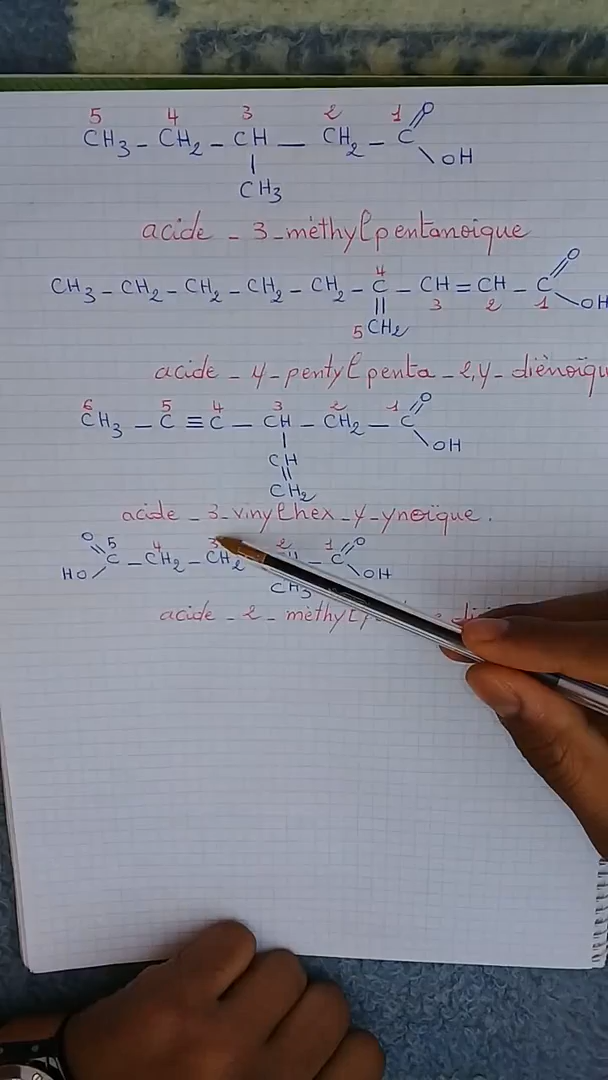 5 4 3 2 1
CH3 - CH2 - CH - CH2 - C = O
OH
CH3
acide - 3 - méthylpentanoique
4
CH3 - CH2 - CH2 - CH2 - CH2 - C - CH = CH - C = O
3 2 1 OH
5 CH2
acide - 4 - pentylpenta - 2,4 - diènoïqu
6 5 4 3 2 1
CH3 - C ≡ C - CH - CH2 - C = O
OH
CH
CH2
acide - 3 - vinylhex - 4 - ynoïque.
O 5 4 3 2 1 O
C - CH2 - CH2 - C
HO OH
CH3
acide - 2 - méthyl